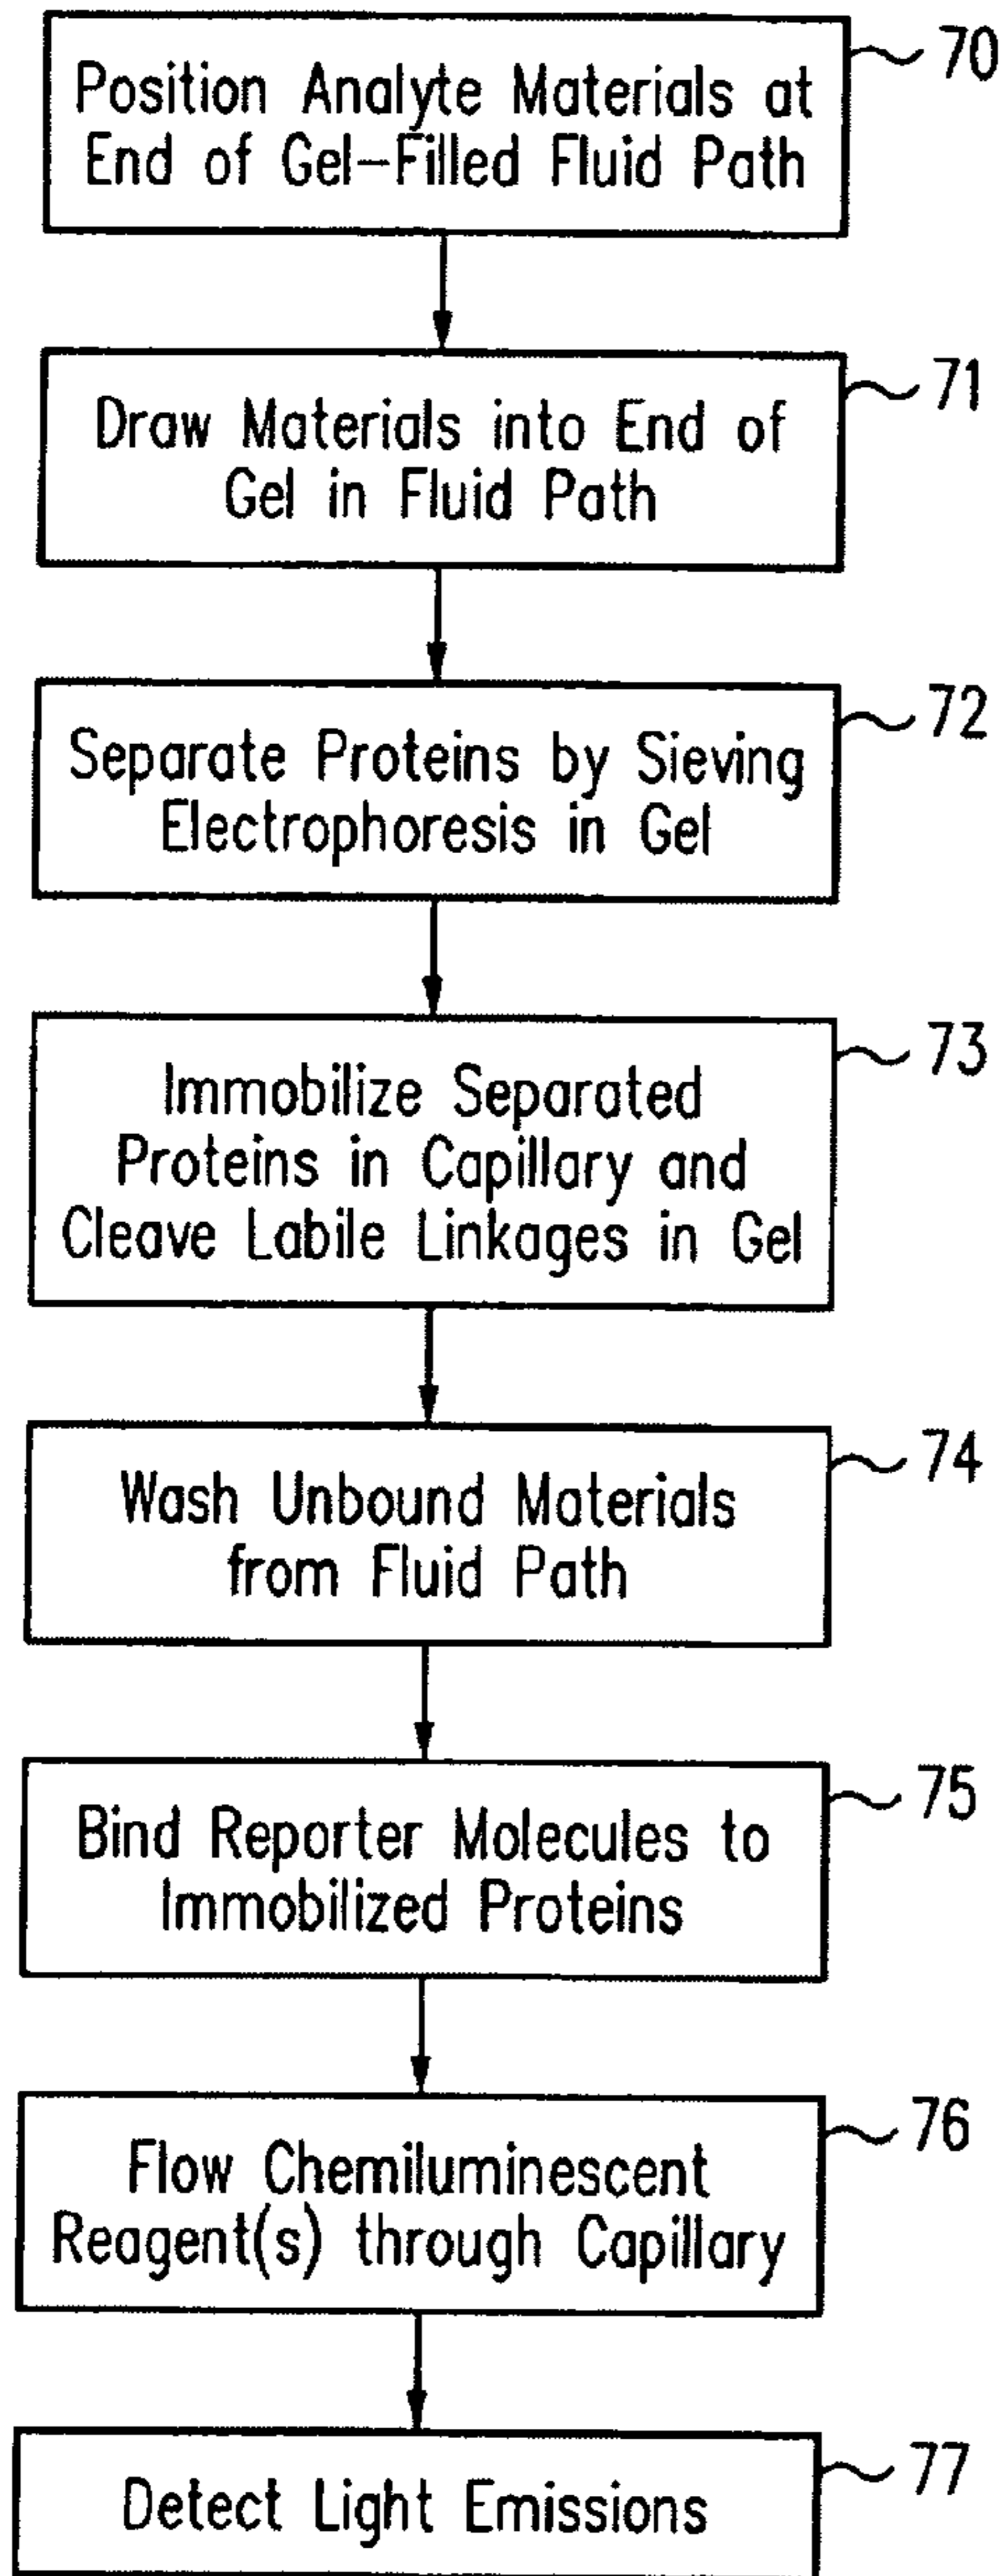 70
Position Analyte Materials at
End of Gel-Filled Fluid Path
71
Draw Materials into End of
Gel in Fluid Path
72
Separate Proteins by Sieving
Electrophoresis in Gel
73
Immobilize Separated
Proteins in Capillary and
Cleave Labile Linkages in Gel
74
Wash Unbound Materials
from Fluid Path
75
Bind Reporter Molecules to
Immobilized Proteins
76
Flow Chemiluminescent
Reagent(s) through Capillary
77
Detect Light Emissions